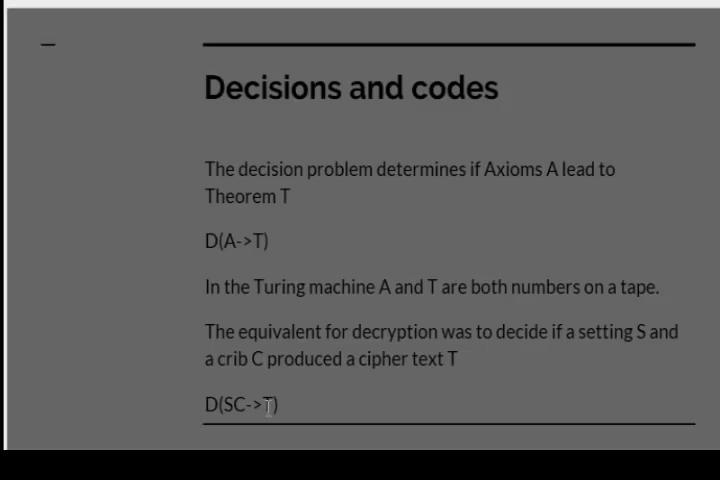 Decisions and codes
The decision problem determines if Axioms A lead to
Theorem T
D(A->T)
In the Turing machine A and T are both numbers on a tape.
The equivalent for decryption was to decide if a setting S and
a crib C produced a cipher text T
D(SC->T)